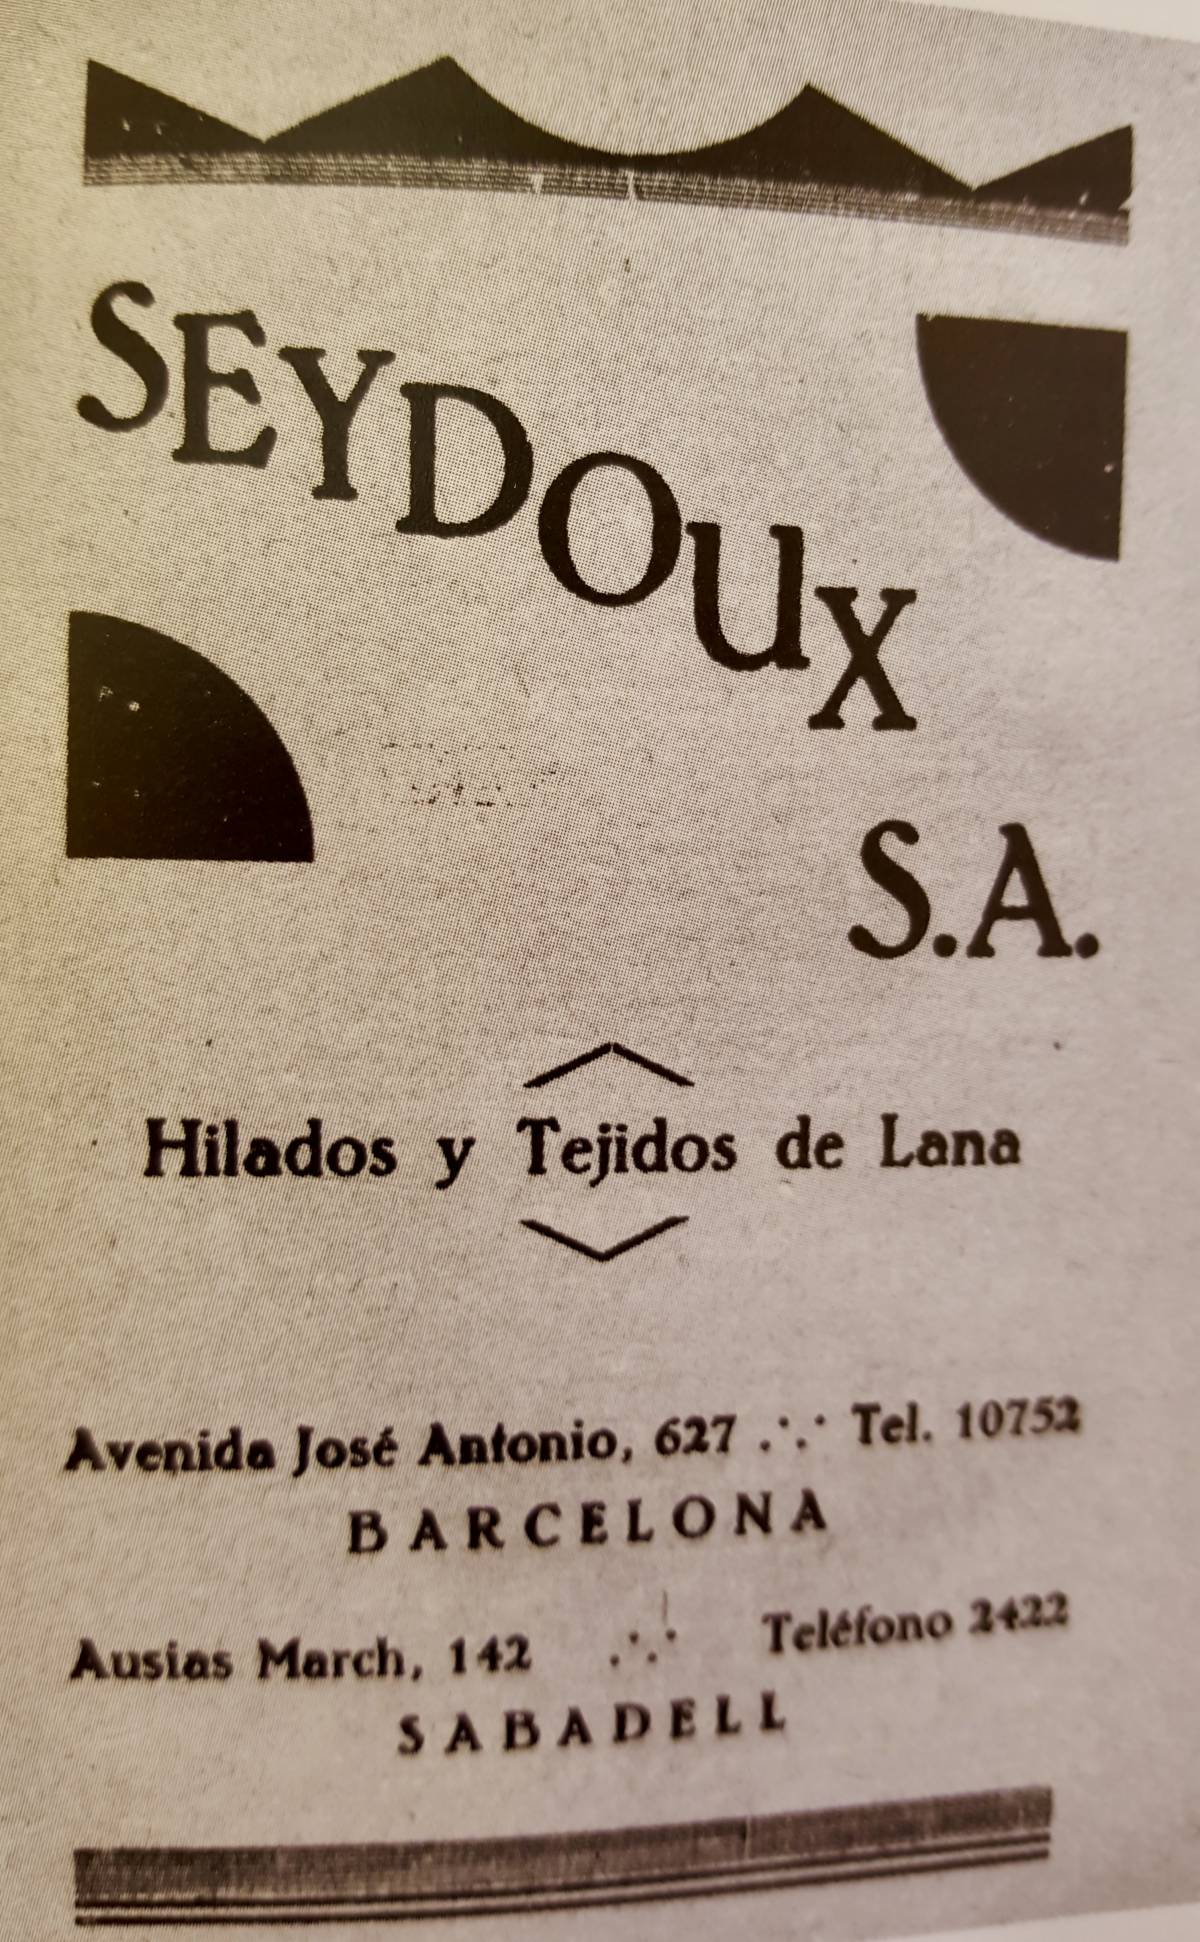 SEYDOUX
S.A.
Hilados y Tejidos de Lana
Avenida José Antonio, 627 ∴ Tel. 10752
BARCELONA
Ausias March, 142 ∴ Teléfono 2422
SABADELL